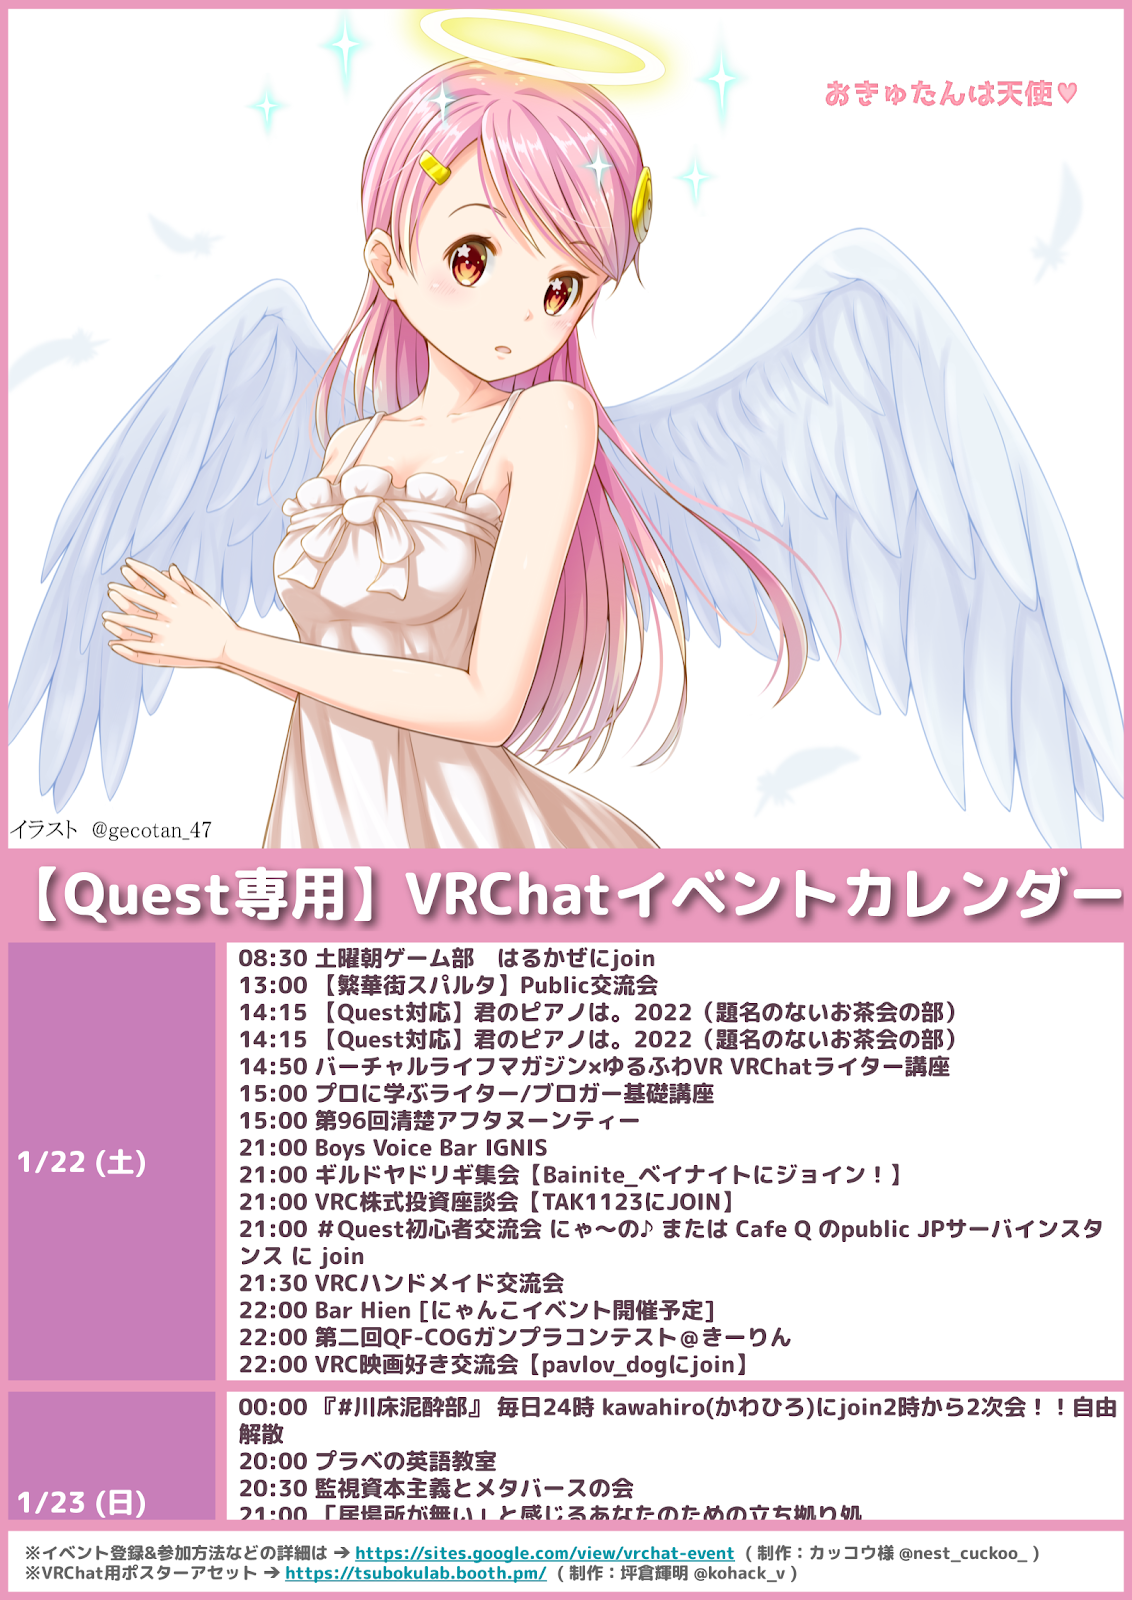 おきゅたんは天使♥
イラスト @gecotan_47
【Quest専用】VRChatイベントカレンダー
1/22 (土)
08:30 土曜朝ゲーム部　はるかぜにjoin
13:00 【繁華街スパルタ】Public交流会
14:15 【Quest対応】君のピアノは。2022（題名のないお茶会の部）
14:15 【Quest対応】君のピアノは。2022（題名のないお茶会の部）
14:50 バーチャルライフマガジン×ゆるふわVR VRChatライター講座
15:00 プロに学ぶライター/ブロガー基礎講座
15:00 第96回清楚アフタヌーンティー
21:00 Boys Voice Bar IGNIS
21:00 ギルドヤドリギ集会【Bainite_ベイナイトにジョイン！】
21:00 VRC株式投資座談会【TAK1123にJOIN】
21:00 ＃Quest初心者交流会 にゃ〜の♪ または Cafe Q のpublic JPサーバインスタ
ンス に join
21:30 VRCハンドメイド交流会
22:00 Bar Hien [にゃんこイベント開催予定]
22:00 第二回QF-COGガンプラコンテスト＠きーりん
22:00 VRC映画好き交流会【pavlov_dogにjoin】
1/23 (日)
00:00 『#川床泥酔部』 毎日24時 kawahiro(かわひろ)にjoin2時から2次会！！自由
解散
20:00 プラベの英語教室
20:30 監視資本主義とメタバースの会
21:00 「居場所が無い」と感じるあなたのための立ち拠り処
※イベント登録&参加方法などの詳細は → https://sites.google.com/view/vrchat-event （ 制作：カッコウ様 @nest_cuckoo_ ）
※VRChat用ポスターアセット → https://tsubokulab.booth.pm/ （ 制作：坪倉輝明 @kohack_v ）